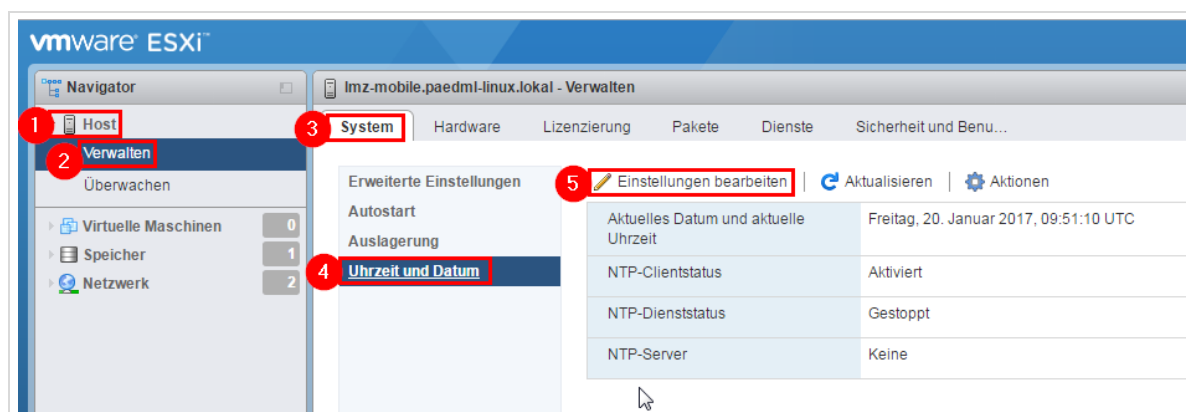 vmware ESXi™
Navigator
lmz-mobile.paedml-linux.lokal - Verwalten
1 Host
3 System Hardware Lizenzierung Pakete Dienste Sicherheit und Benu...
2 Verwalten
Überwachen
Erweiterte Einstellungen
5 Einstellungen bearbeiten | Aktualisieren | Aktionen
Autostart
Aktuelles Datum und aktuelle Freitag, 20. Januar 2017, 09:51:10 UTC
Uhrzeit
Virtuelle Maschinen 0
Auslagerung
Speicher 1
4 Uhrzeit und Datum
NTP-Clientstatus Aktiviert
Netzwerk 2
NTP-Dienststatus Gestoppt
NTP-Server Keine